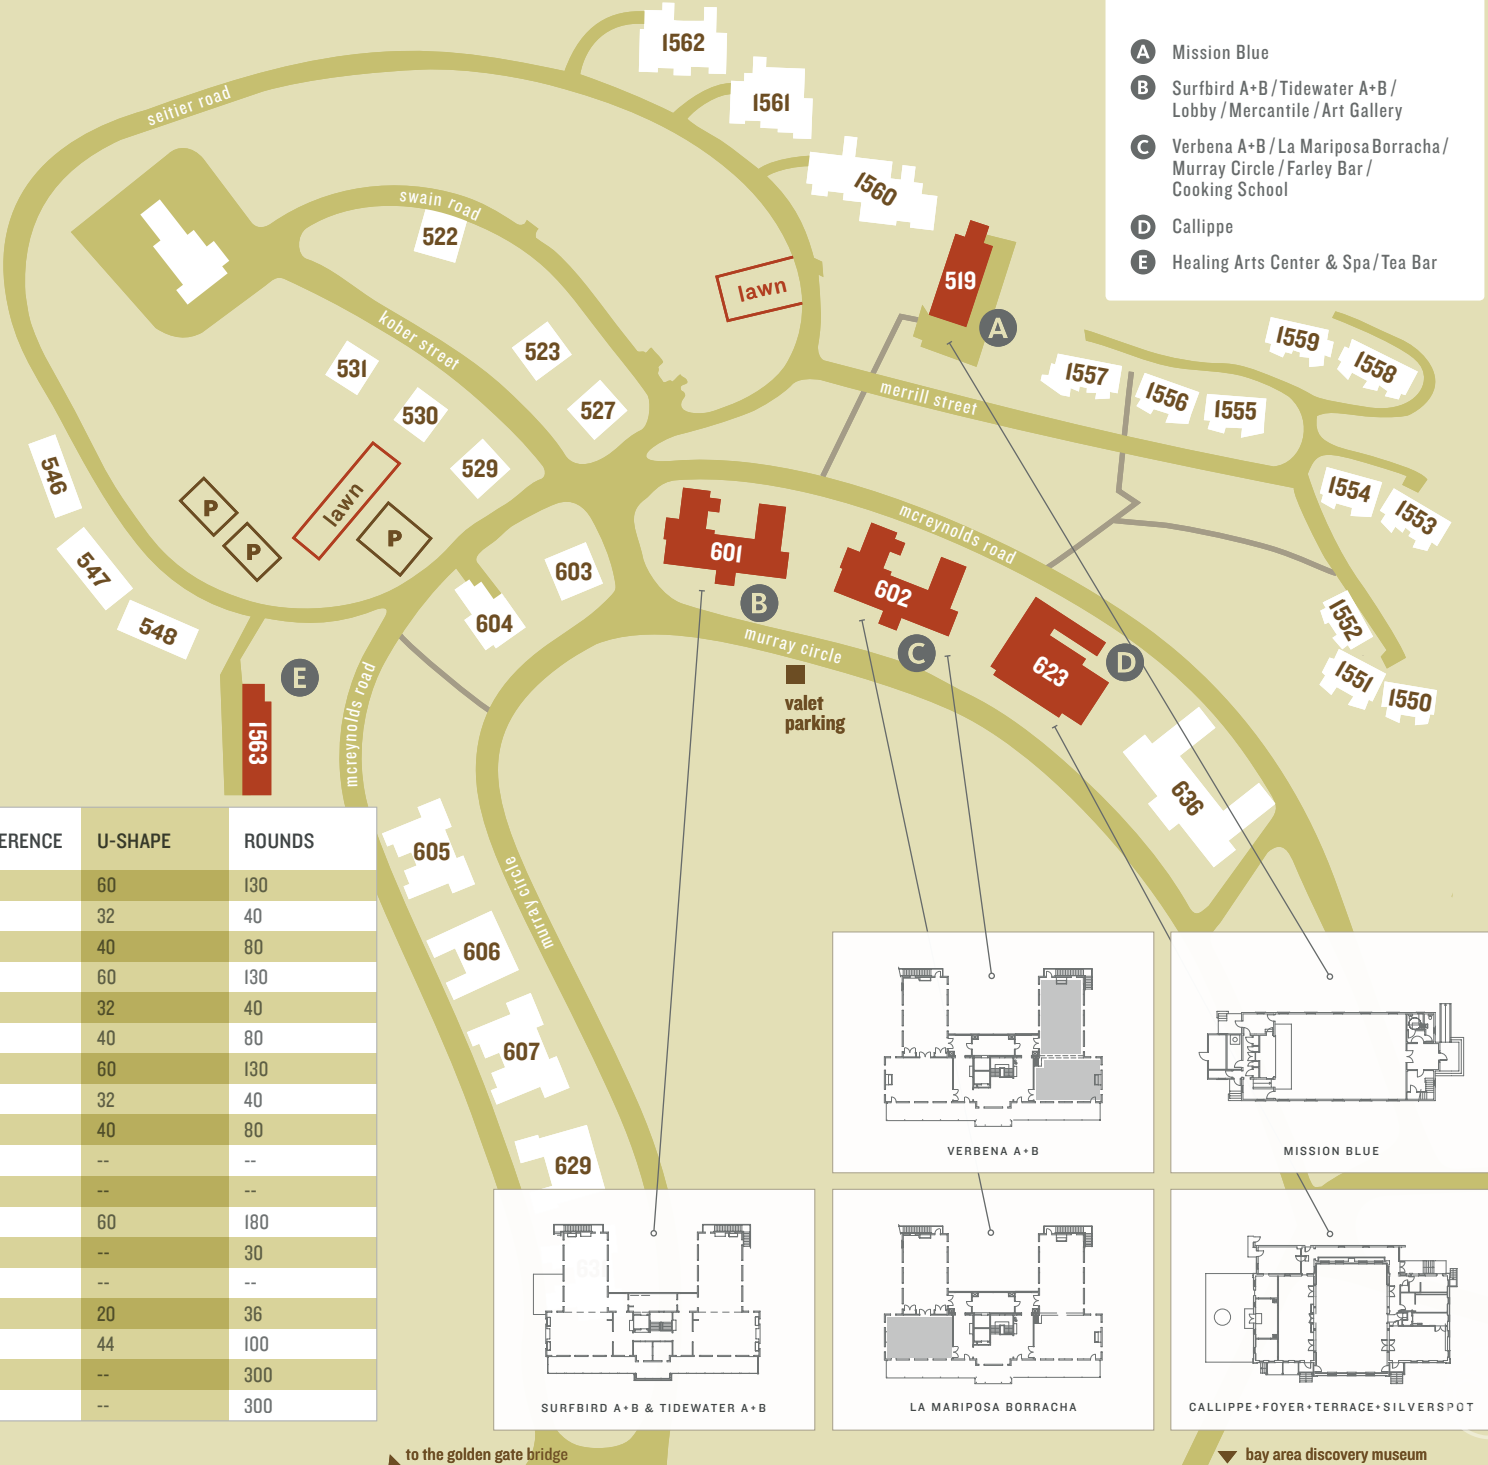 A Mission Blue
B Surfbird A+B / Tidewater A+B /
Lobby / Mercantile / Art Gallery
C Verbena A+B / La Mariposa Borracha /
Murray Circle / Farley Bar /
Cooking School
D Callippe
E Healing Arts Center & Spa / Tea Bar
1562
1561
1560
seitier road
swain road
522
519
A
lawn
kober street
523
531
530
527
529
merrill street
1557
1556
1555
1559
1558
1554
1553
546
547
548
P
P
lawn
P
603
604
601
B
mcreynolds road
602
C
murray circle
623
D
valet
parking
1552
1551
1550
E
1563
mcreynolds road
636
605
606
607
629
murray circle
ERENCE U-SHAPE ROUNDS
60 130
32 40
40 80
60 130
32 40
40 80
60 130
32 40
40 80
-- --
-- --
60 180
-- 30
-- --
20 36
44 100
-- 300
-- 300
VERBENA A+B
MISSION BLUE
SURFBIRD A+B & TIDEWATER A+B
LA MARIPOSA BORRACHA
CALLIPPE+FOYER+TERRACE+SILVERSPOT
to the golden gate bridge
bay area discovery museum